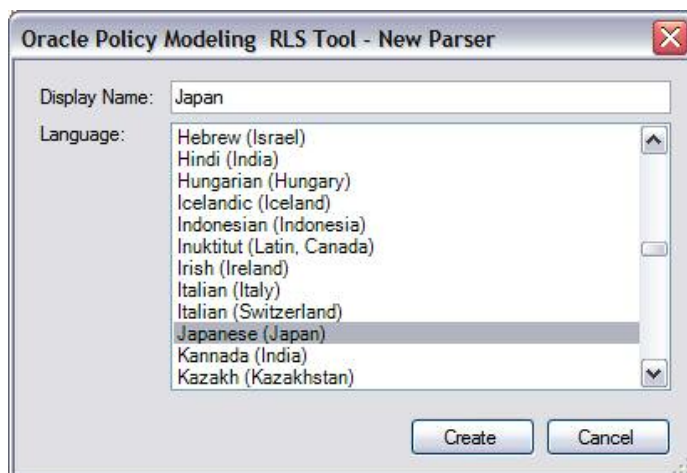 Oracle Policy Modeling RLS Tool - New Parser
Display Name: Japan
Language:
Hebrew (Israel)
Hindi (India)
Hungarian (Hungary)
Icelandic (Iceland)
Indonesian (Indonesia)
Inuktitut (Latin, Canada)
Irish (Ireland)
Italian (Italy)
Italian (Switzerland)
Japanese (Japan)
Kannada (India)
Kazakh (Kazakhstan)
Create Cancel